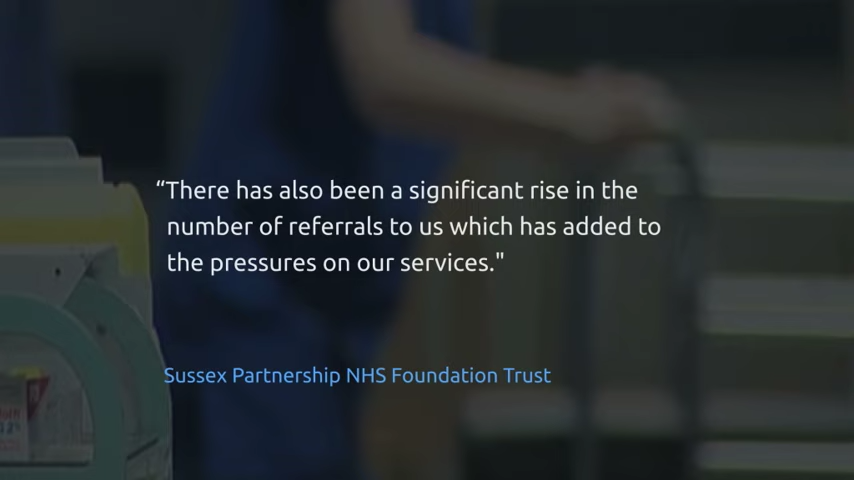 “There has also been a significant rise in the
number of referrals to us which has added to
the pressures on our services."
Sussex Partnership NHS Foundation Trust